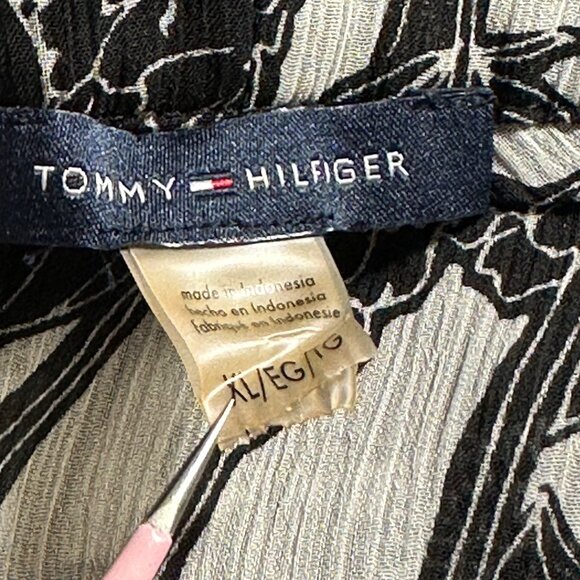 TOMMY HILFIGER
made in Indonesia
hecho en Indonesia
fabriqué en Indonesie
XL/EG/TG